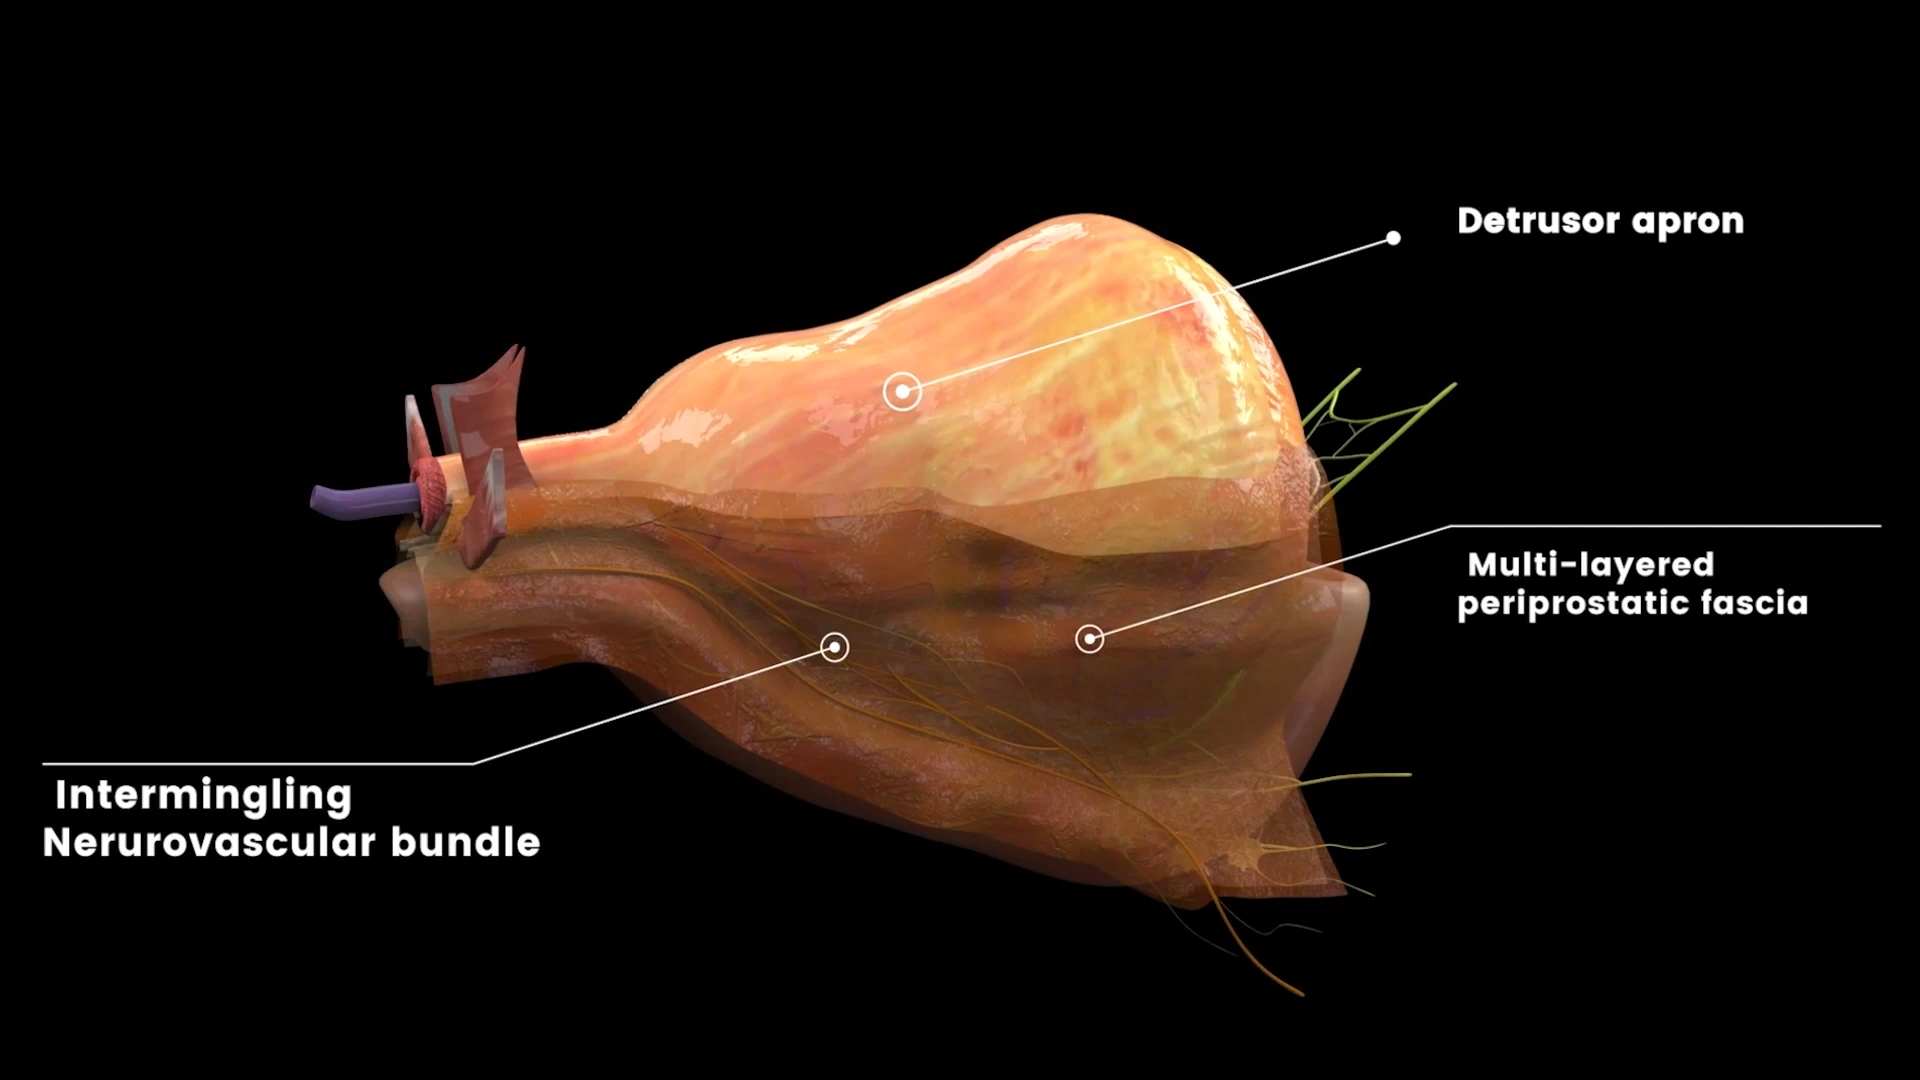 Detrusor apron
Multi-layered
periprostatic fascia
Intermingling
Nerurovascular bundle